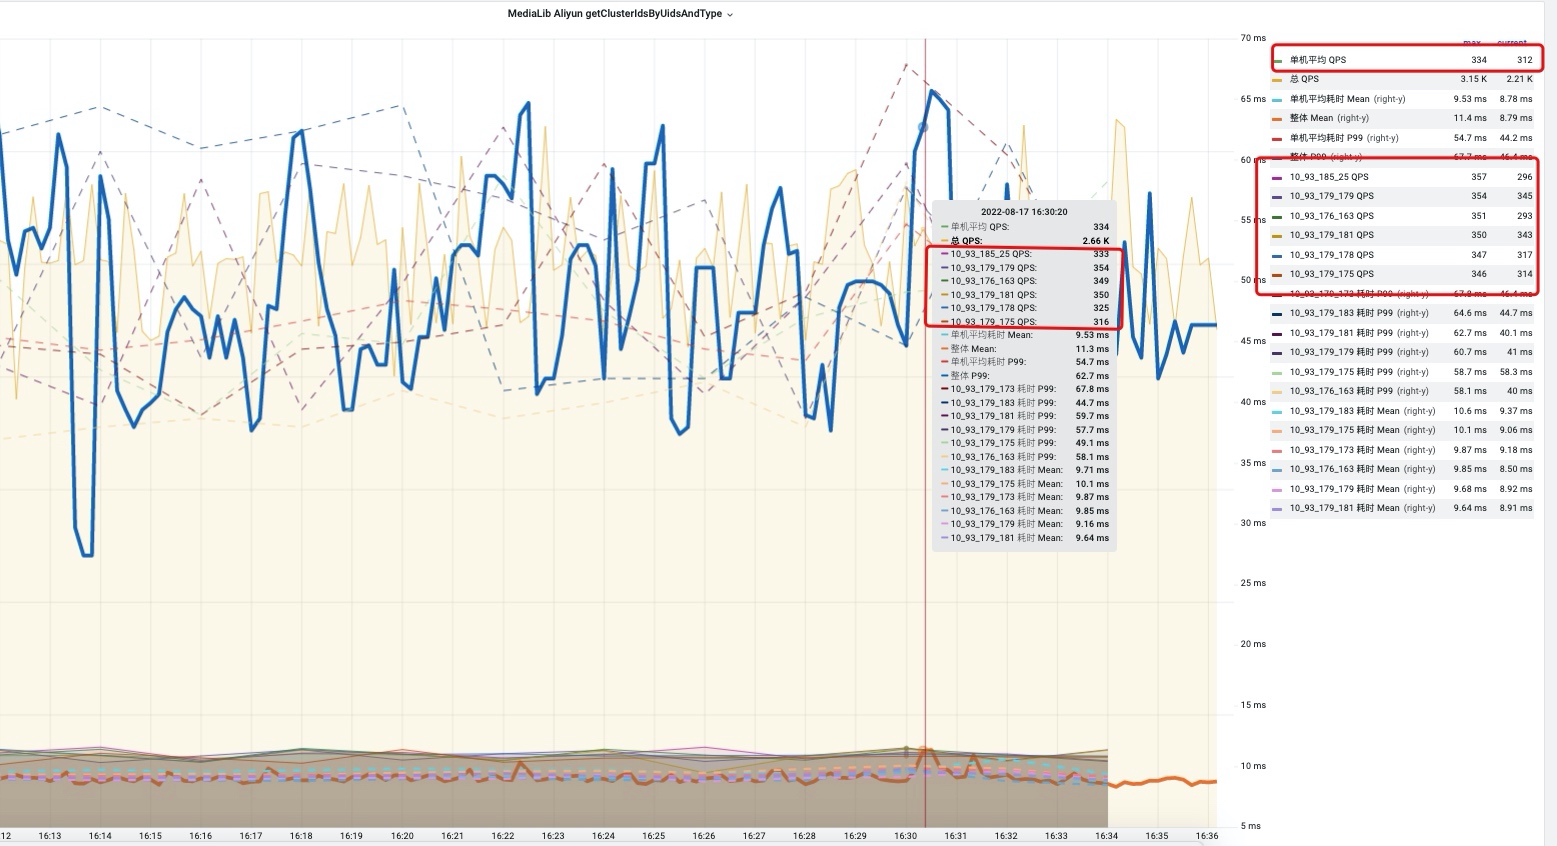 MediaLib Aliyun getClusterIdsByUidsAndType
70 ms
65 ms
60 ms
55 ms
50 ms
45 ms
40 ms
35 ms
30 ms
25 ms
20 ms
15 ms
10 ms
5 ms
:12 16:13 16:14 16:15 16:16 16:17 16:18 16:19 16:20 16:21 16:22 16:23 16:24 16:25 16:26 16:27 16:28 16:29 16:30 16:31 16:32 16:33 16:34 16:35 16:36
2022-08-17 16:30:20
单机平均 QPS: 334
总 QPS: 2.66 K
10_93_185_25 QPS: 333
10_93_179_179 QPS: 354
10_93_176_163 QPS: 349
10_93_179_181 QPS: 350
10_93_179_178 QPS: 325
10_93_179_175 QPS: 316
单机平均耗时 Mean: 9.53 ms
整体 Mean: 11.3 ms
单机平均耗时 P99: 54.7 ms
整体 P99: 62.7 ms
10_93_179_173 耗时 P99: 67.8 ms
10_93_179_183 耗时 P99: 44.7 ms
10_93_179_181 耗时 P99: 59.7 ms
10_93_179_179 耗时 P99: 57.7 ms
10_93_179_175 耗时 P99: 49.1 ms
10_93_176_163 耗时 P99: 58.1 ms
10_93_179_183 耗时 Mean: 9.71 ms
10_93_179_175 耗时 Mean: 10.1 ms
10_93_179_173 耗时 Mean: 9.87 ms
10_93_176_163 耗时 Mean: 9.85 ms
10_93_179_179 耗时 Mean: 9.16 ms
10_93_179_181 耗时 Mean: 9.64 ms
max current
单机平均 QPS 334 312
总 QPS 3.15 K 2.21 K
单机平均耗时 Mean (right-y) 9.53 ms 8.78 ms
整体 Mean (right-y) 11.4 ms 8.79 ms
单机平均耗时 P99 (right-y) 54.7 ms 44.2 ms
整体 P99 (right-y) 67.7 ms 46.4 ms
10_93_185_25 QPS 357 296
10_93_179_179 QPS 354 345
10_93_176_163 QPS 351 293
10_93_179_181 QPS 350 343
10_93_179_178 QPS 347 317
10_93_179_175 QPS 346 314
10_93_179_173 耗时 P99 (right-y) 67.8 ms 46.4 ms
10_93_179_183 耗时 P99 (right-y) 64.6 ms 44.7 ms
10_93_179_181 耗时 P99 (right-y) 62.7 ms 40.1 ms
10_93_179_179 耗时 P99 (right-y) 60.7 ms 41 ms
10_93_179_175 耗时 P99 (right-y) 58.7 ms 58.3 ms
10_93_176_163 耗时 P99 (right-y) 58.1 ms 40 ms
10_93_179_183 耗时 Mean (right-y) 10.6 ms 9.37 ms
10_93_179_175 耗时 Mean (right-y) 10.1 ms 9.06 ms
10_93_179_173 耗时 Mean (right-y) 9.87 ms 9.18 ms
10_93_176_163 耗时 Mean (right-y) 9.85 ms 8.50 ms
10_93_179_179 耗时 Mean (right-y) 9.68 ms 8.92 ms
10_93_179_181 耗时 Mean (right-y) 9.64 ms 8.91 ms